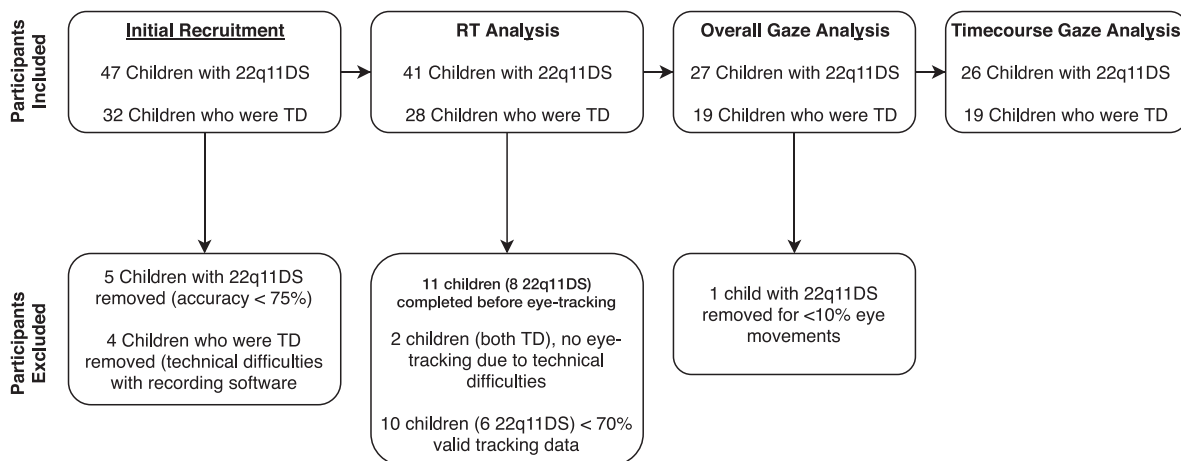 Participants
Included
Initial Recruitment
47 Children with 22q11DS
32 Children who were TD
RT Analysis
41 Children with 22q11DS
28 Children who were TD
Overall Gaze Analysis
27 Children with 22q11DS
19 Children who were TD
Timecourse Gaze Analysis
26 Children with 22q11DS
19 Children who were TD
Participants
Excluded
5 Children with 22q11DS
removed (accuracy < 75%)
4 Children who were TD
removed (technical difficulties
with recording software
11 children (8 22q11DS)
completed before eye-tracking
2 children (both TD), no eye-
tracking due to technical
difficulties
10 children (6 22q11DS) < 70%
valid tracking data
1 child with 22q11DS
removed for <10% eye
movements